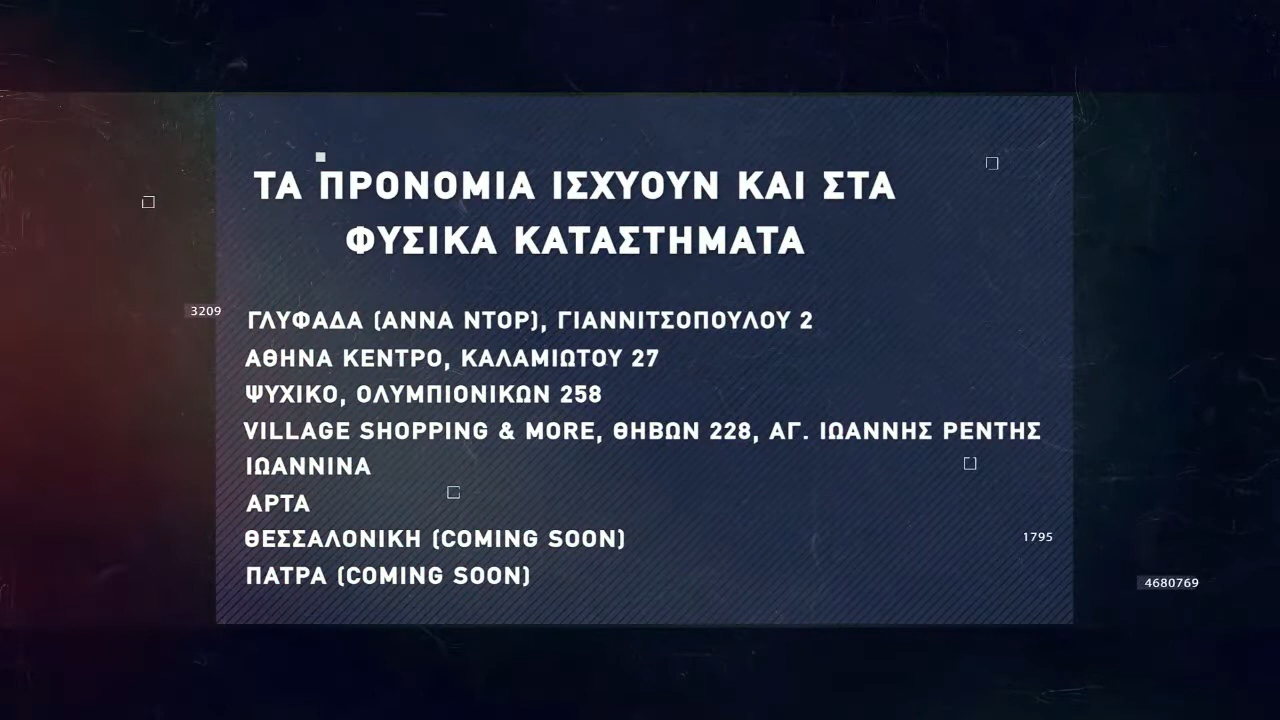 ΤΑ ΠΡΟΝΟΜΙΑ ΙΣΧΥΟΥΝ ΚΑΙ ΣΤΑ
ΦΥΣΙΚΑ ΚΑΤΑΣΤΗΜΑΤΑ
3209
ΓΛΥΦΑΔΑ (ΑΝΝΑ ΝΤΟΡ), ΓΙΑΝΝΙΤΣΟΠΟΥΛΟΥ 2
ΑΘΗΝΑ ΚΕΝΤΡΟ, ΚΑΛΑΜΙΩΤΟΥ 27
ΨΥΧΙΚΟ, ΟΛΥΜΠΙΟΝΙΚΩΝ 258
VILLAGE SHOPPING & MORE, ΘΗΒΩΝ 228, ΑΓ. ΙΩΑΝΝΗΣ ΡΕΝΤΗΣ
ΙΩΑΝΝΙΝΑ
ΑΡΤΑ
ΘΕΣΣΑΛΟΝΙΚΗ (COMING SOON)
1795
ΠΑΤΡΑ (COMING SOON)
4680769